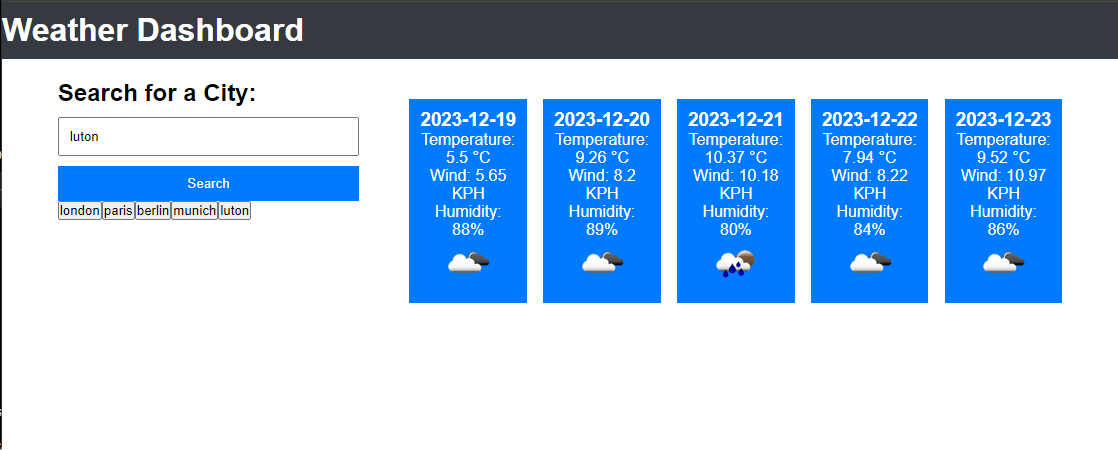 Weather Dashboard
Search for a City:
luton
Search
london paris berlin munich luton
2023-12-19
Temperature:
5.5 °C
Wind: 5.65
KPH
Humidity:
88%
2023-12-20
Temperature:
9.26 °C
Wind: 8.2
KPH
Humidity:
89%
2023-12-21
Temperature:
10.37 °C
Wind: 10.18
KPH
Humidity:
80%
2023-12-22
Temperature:
7.94 °C
Wind: 8.22
KPH
Humidity:
84%
2023-12-23
Temperature:
9.52 °C
Wind: 10.97
KPH
Humidity:
86%